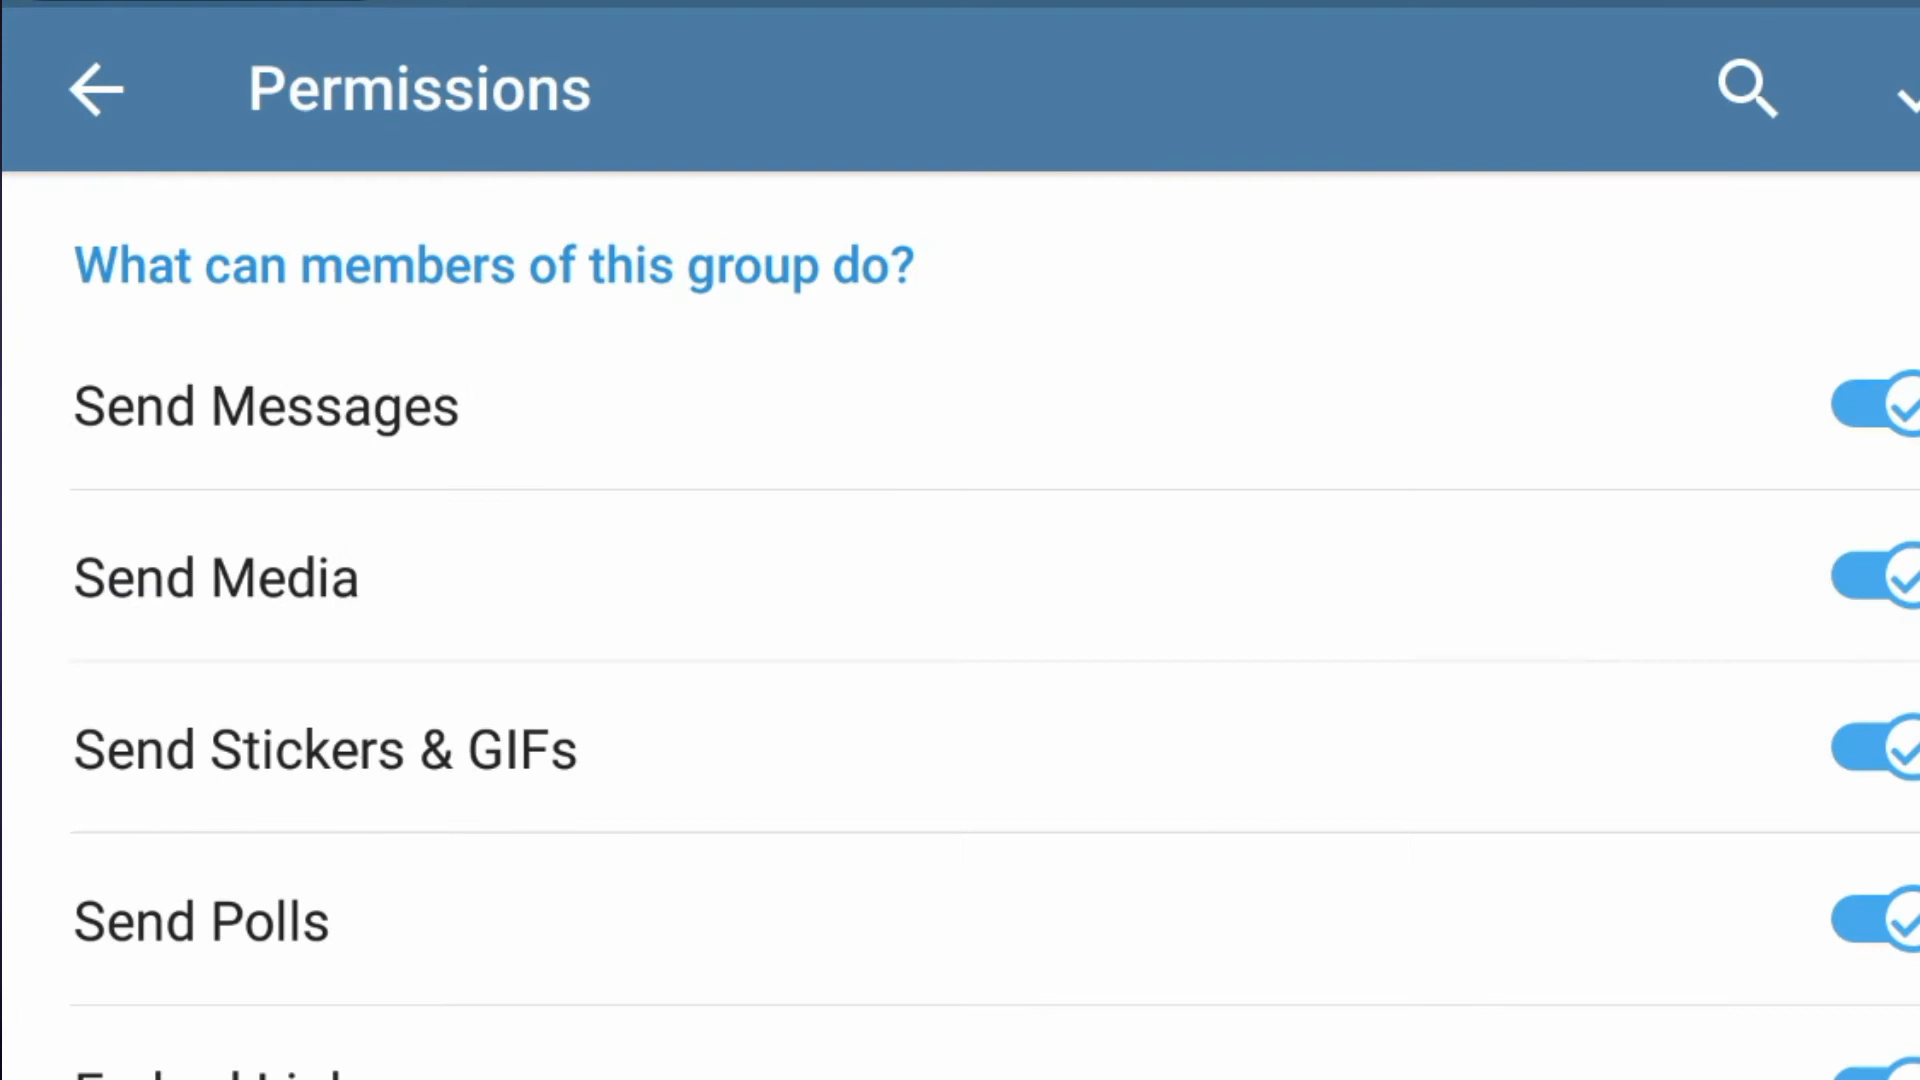 Permissions
What can members of this group do?
Send Messages
Send Media
Send Stickers & GIFs
Send Polls